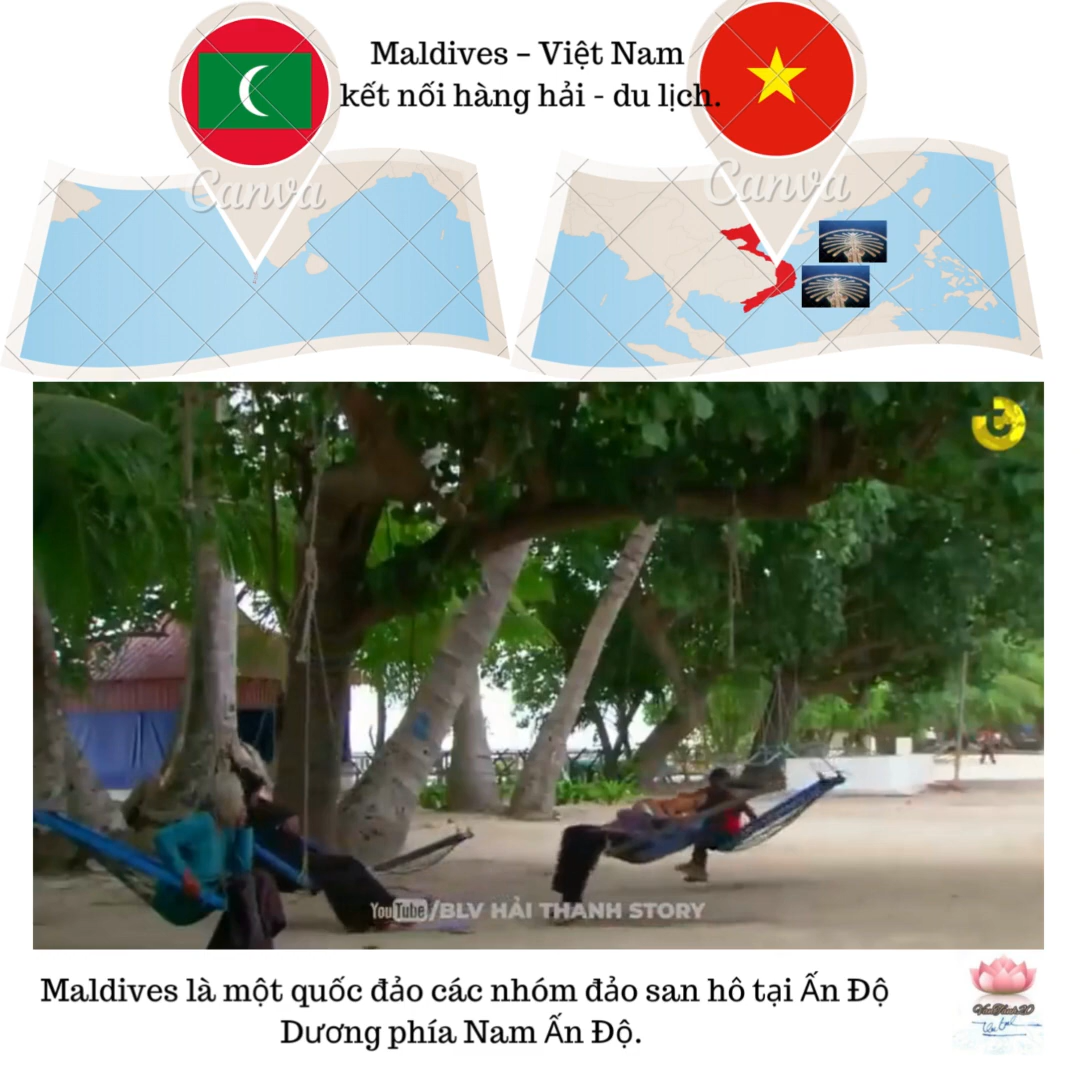 Maldives – Việt Nam
kết nối hàng hải - du lịch.
Canva
Canva
YouTube/BLV HẢI THANH STORY
Maldives là một quốc đảo các nhóm đảo san hô tại Ấn Độ
Dương phía Nam Ấn Độ.